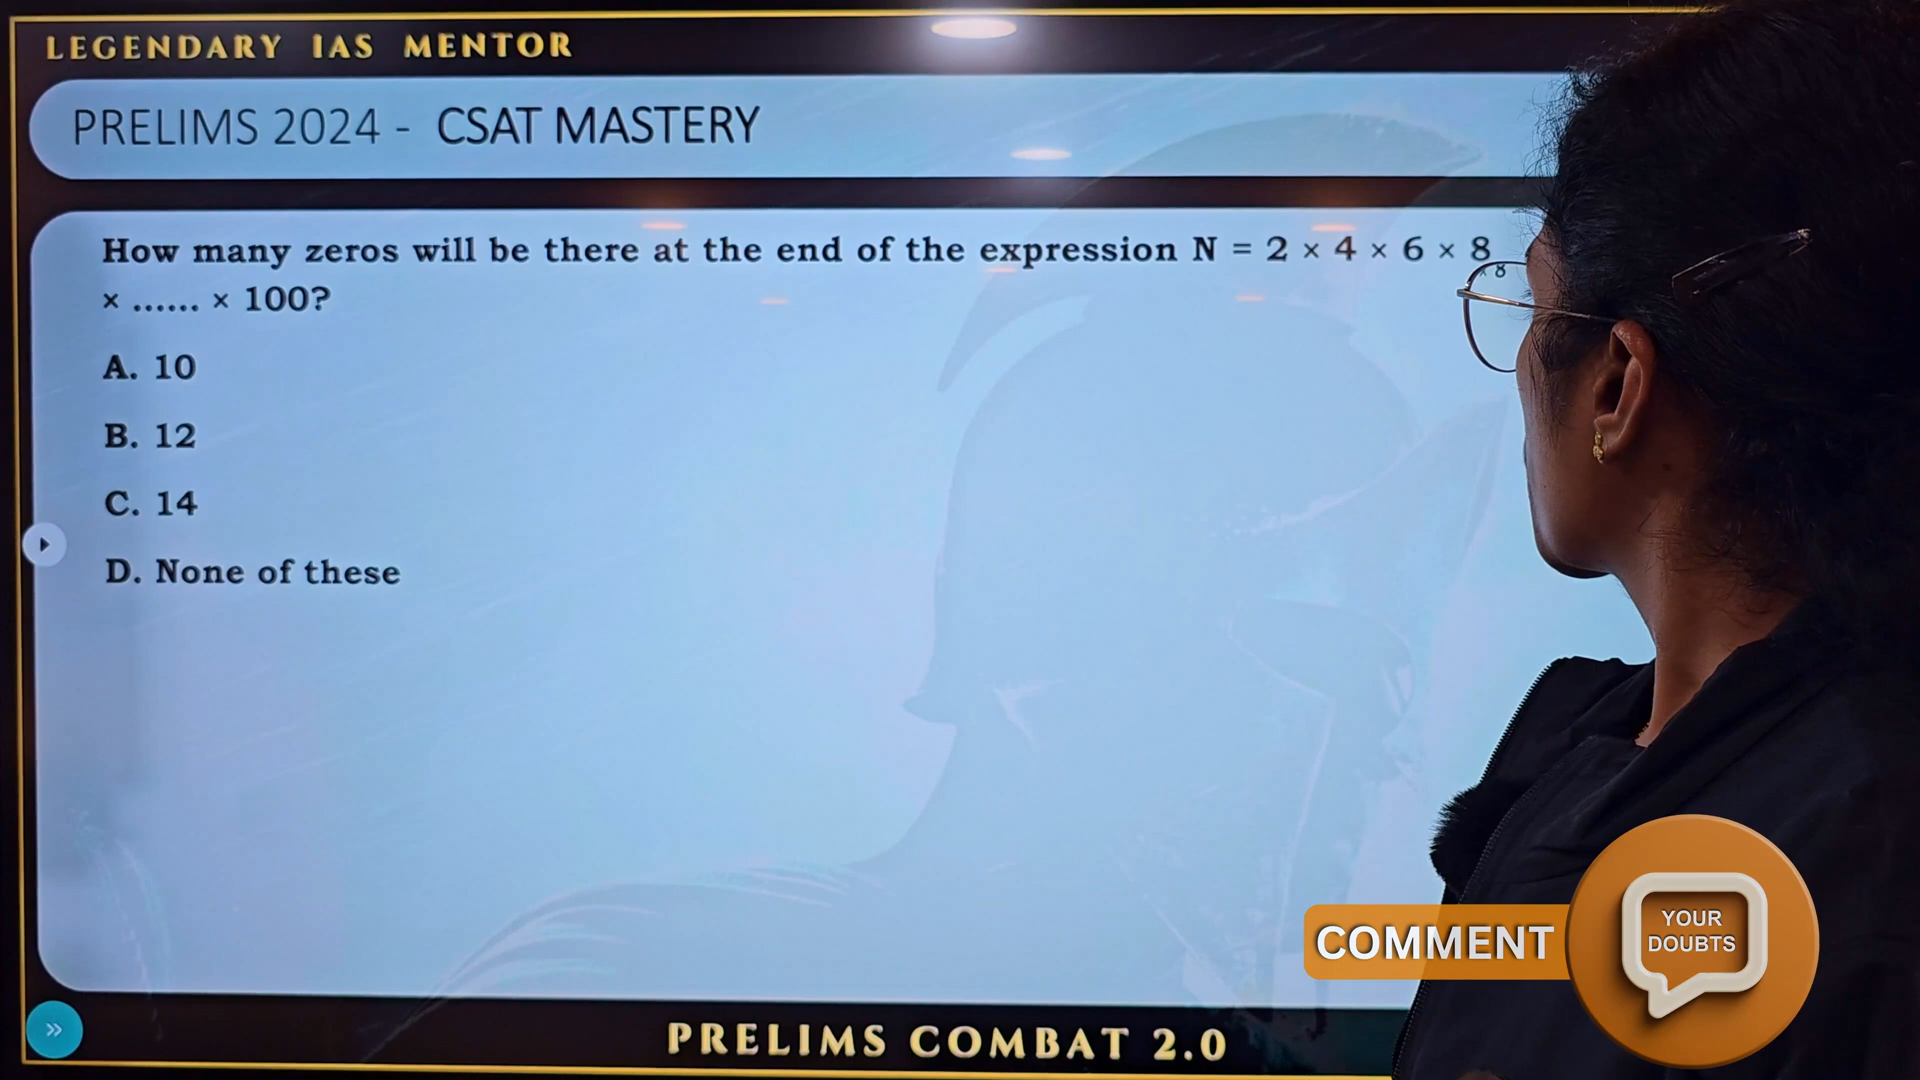 LEGENDARY IAS MENTOR
PRELIMS 2024 - CSAT MASTERY
How many zeros will be there at the end of the expression N = 2 × 4 × 6 × 8
× ...... × 100?
A. 10
B. 12
C. 14
D. None of these
COMMENT
YOUR
DOUBTS
PRELIMS COMBAT 2.0